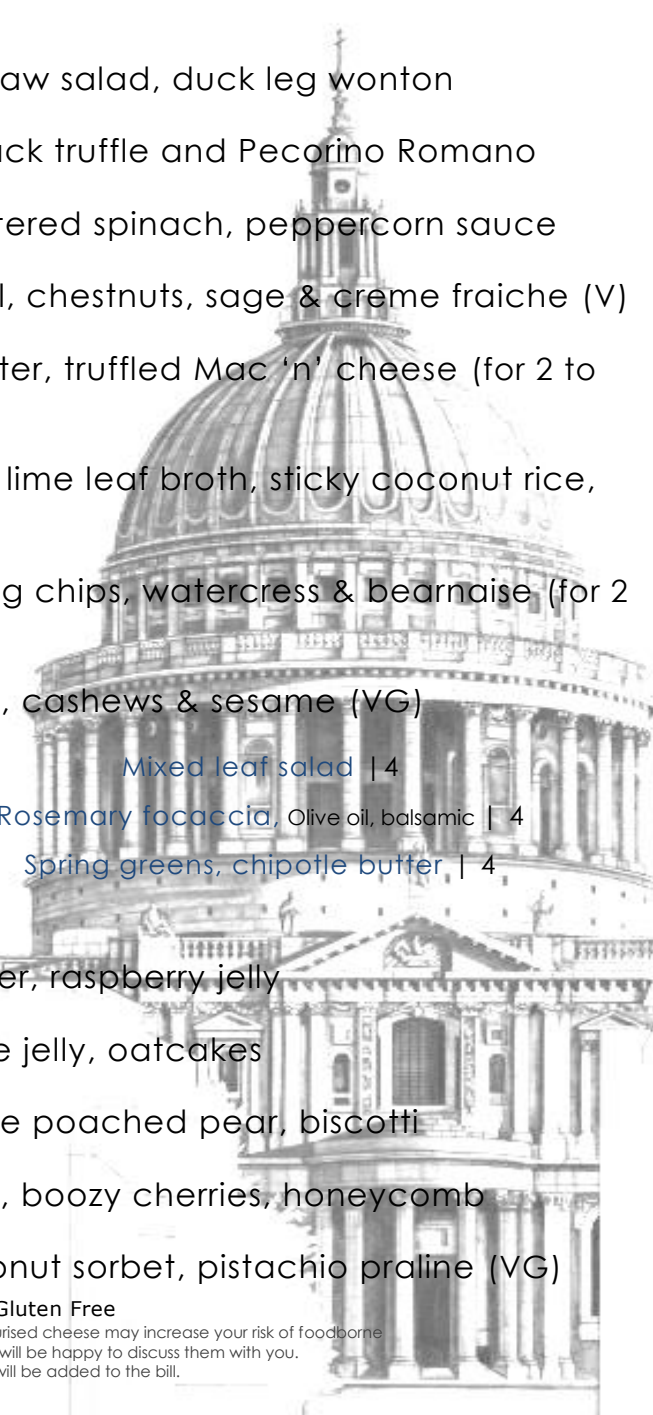 aw salad, duck leg wonton
ck truffle and Pecorino Romano
tered spinach, peppercorn sauce
l, chestnuts, sage & creme fraiche (V)
ter, truffled Mac ‘n’ cheese (for 2 to
lime leaf broth, sticky coconut rice,
g chips, watercress & bearnaise (for 2
, cashews & sesame (VG)
Mixed leaf salad |4
Rosemary focaccia, Olive oil, balsamic | 4
Spring greens, chipotle butter | 4
er, raspberry jelly
e jelly, oatcakes
e poached pear, biscotti
, boozy cherries, honeycomb
onut sorbet, pistachio praline (VG)
Gluten Free
urised cheese may increase your risk of foodborne
will be happy to discuss them with you.
will be added to the bill.